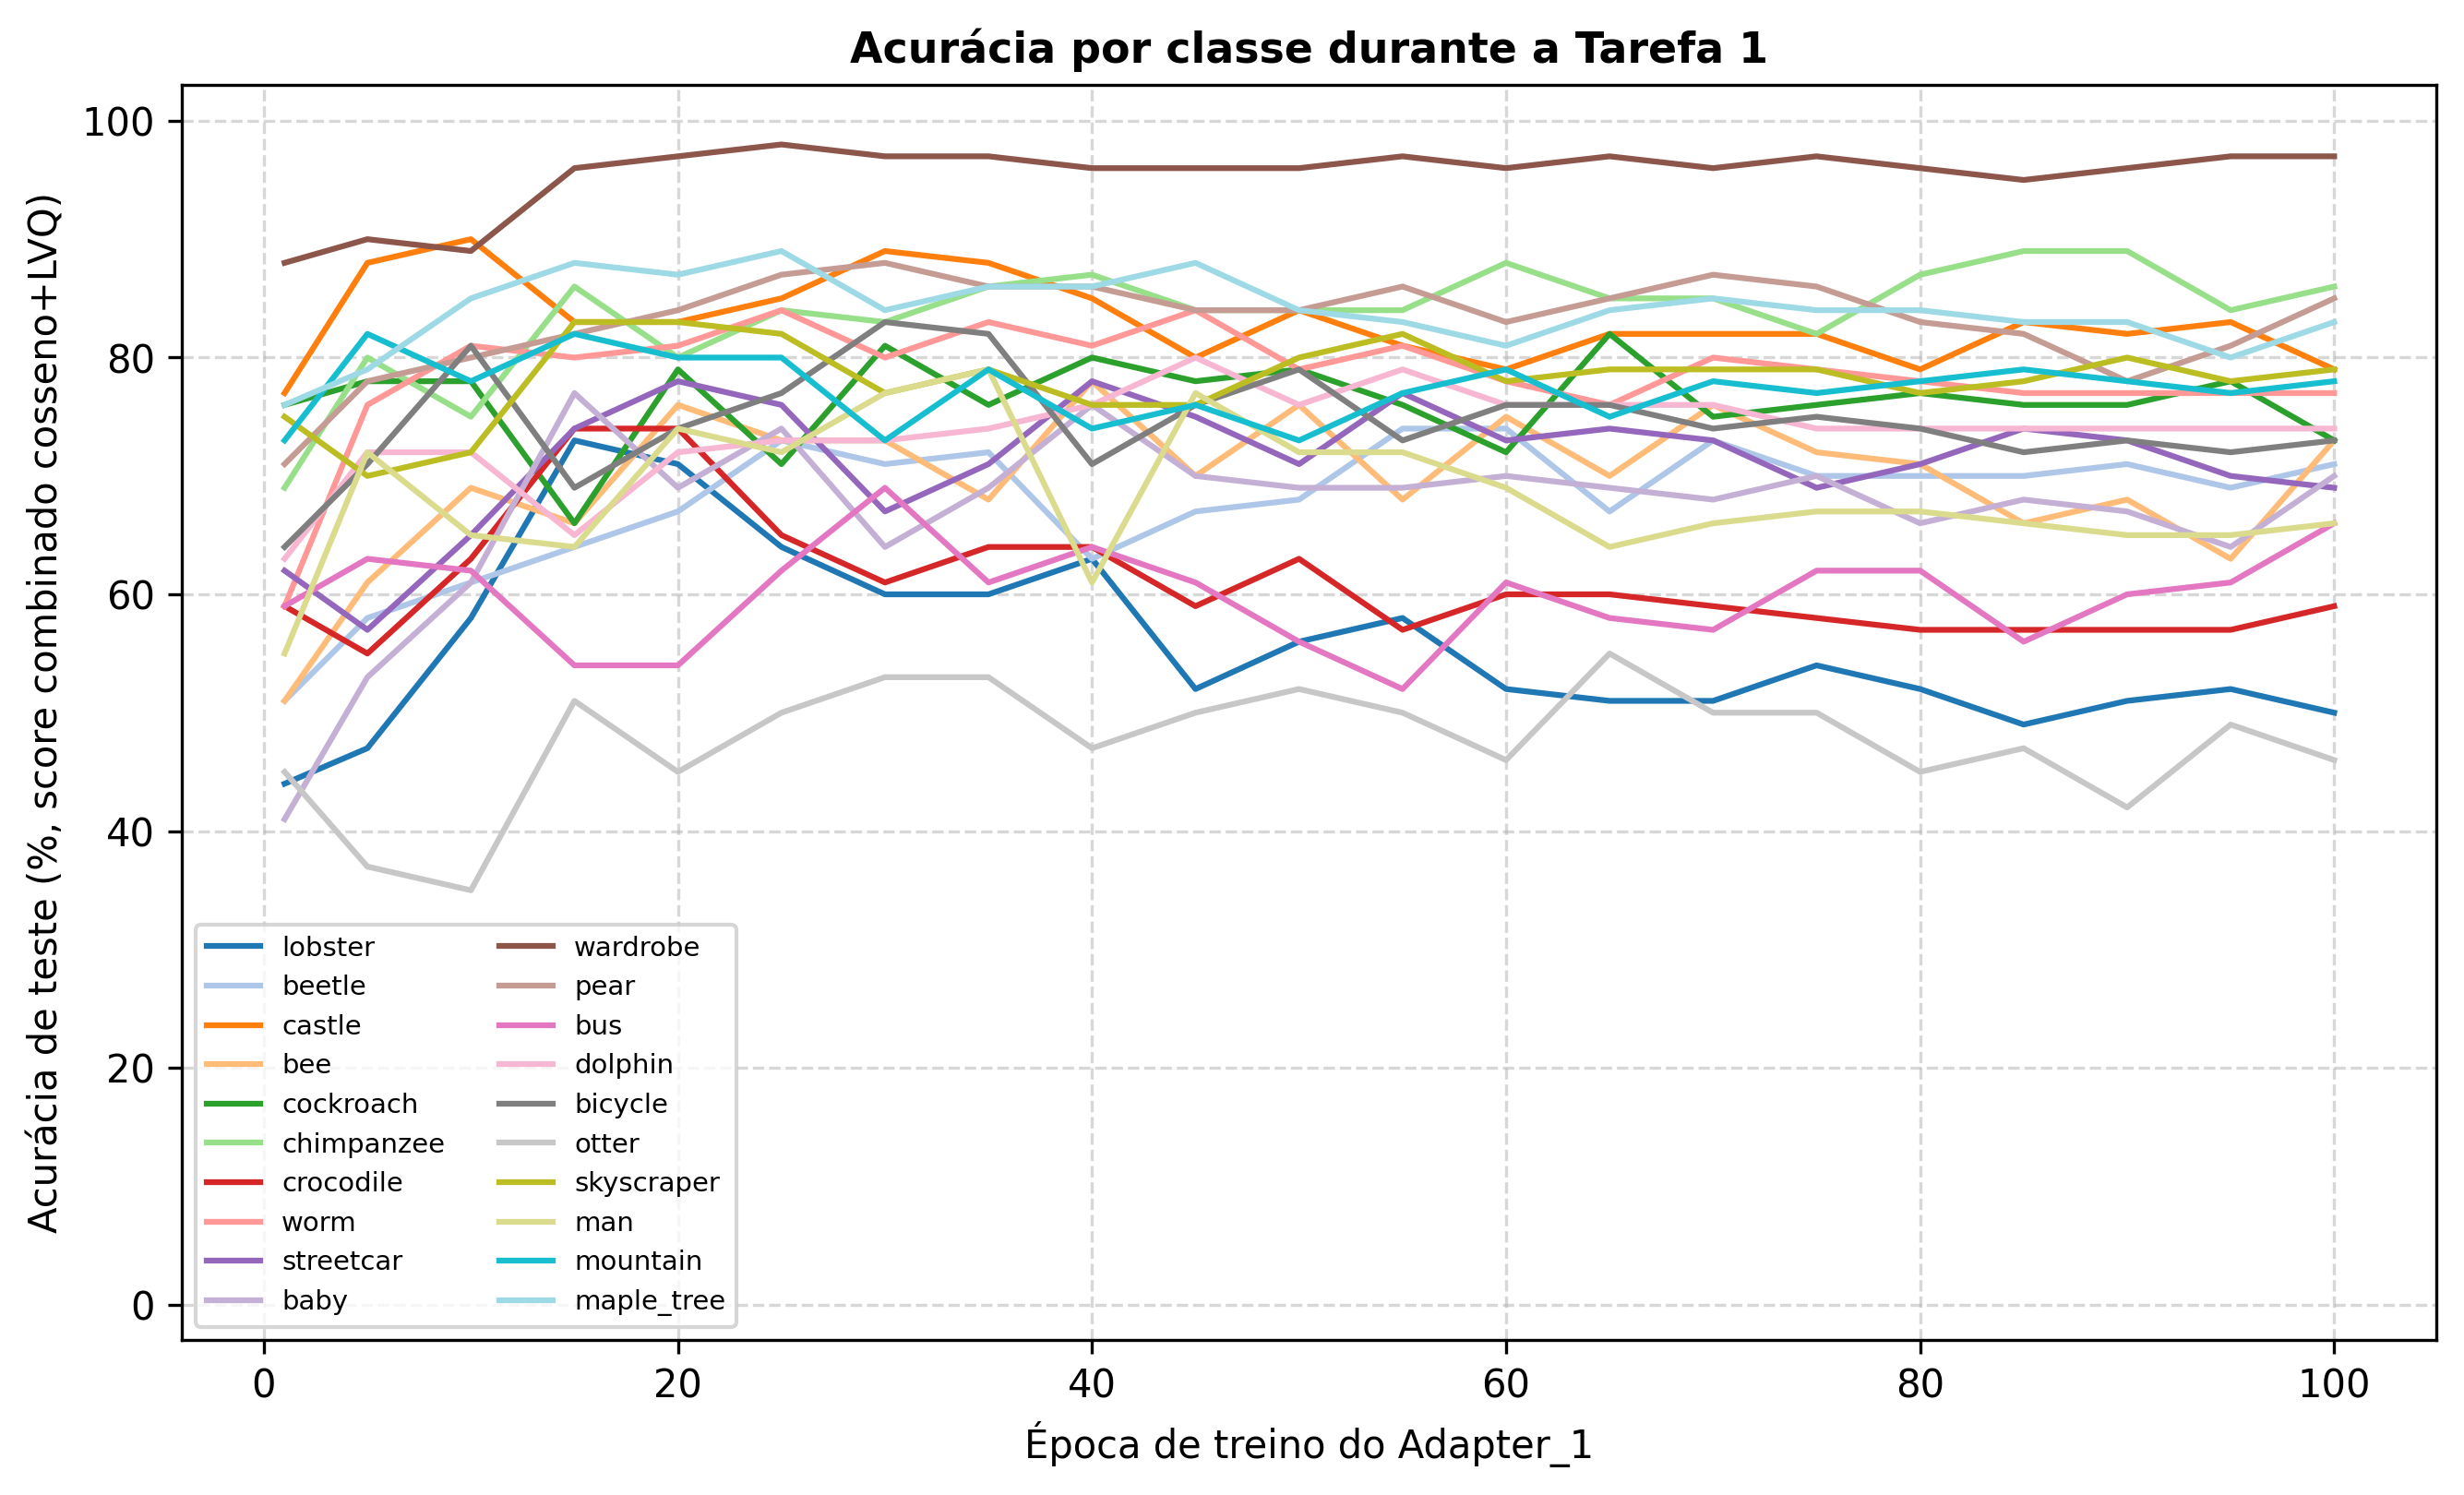 Acurácia por classe durante a Tarefa 1
Acurácia de teste (%, score combinado cosseno+LVQ)
100
80
60
40
20
0
lobster
beetle
castle
bee
cockroach
chimpanzee
crocodile
worm
streetcar
baby
wardrobe
pear
bus
dolphin
bicycle
otter
skyscraper
man
mountain
maple_tree
0 20 40 60 80 100
Época de treino do Adapter_1